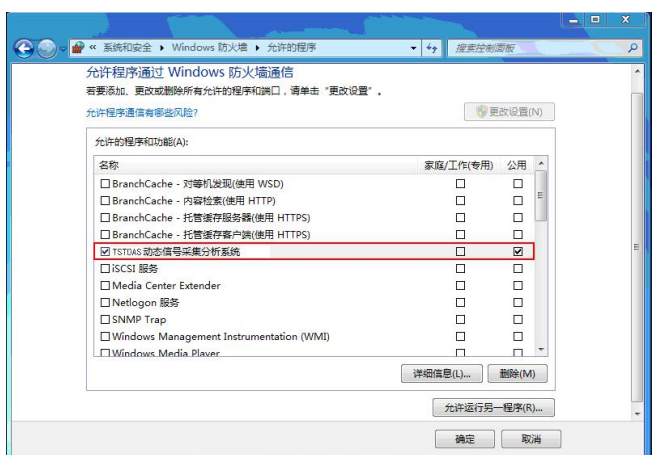 « 系统和安全 ▸ Windows 防火墙 ▸ 允许的程序
搜索控制面板
允许程序通过 Windows 防火墙通信
若要添加、更改或删除所有允许的程序和端口，请单击“更改设置”。
允许程序通信有哪些风险?
更改设置(N)
允许的程序和功能(A):
名称 家庭/工作(专用) 公用
BranchCache - 对等机发现(使用 WSD)
BranchCache - 内容检索(使用 HTTP)
BranchCache - 托管缓存服务器(使用 HTTPS)
BranchCache - 托管缓存客户端(使用 HTTPS)
TSTDAS动态信号采集分析系统
iSCSI 服务
Media Center Extender
Netlogon 服务
SNMP Trap
Windows Management Instrumentation (WMI)
Windows Media Player
详细信息(L)... 删除(M)
允许运行另一程序(R)...
确定 取消